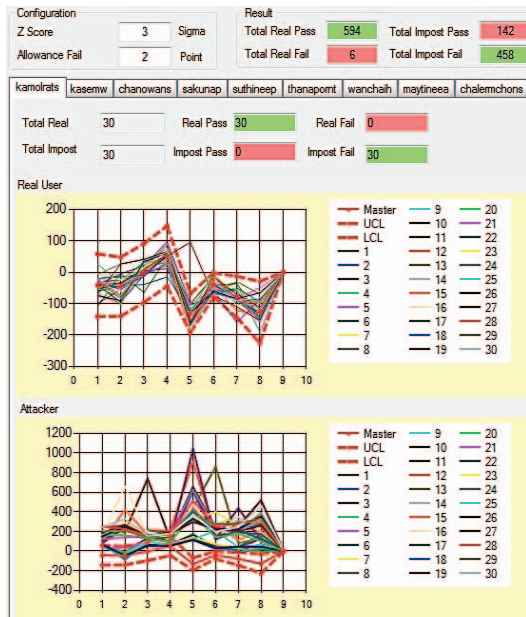 Configuration
Z Score 3 Sigma
Allowance Fail 2 Point
Result
Total Real Pass 594 Total Impost Pass 142
Total Real Fail 6 Total Impost Fail 458
kamolrats kasemw chanowans sakunap suthineep thanapornt wanchaih maytineea chalermchons
Total Real 30 Real Pass 30 Real Fail 0
Total Impost 30 Impost Pass 0 Impost Fail 30
Real User
200
100
0
-100
-200
-300
0 1 2 3 4 5 6 7 8 9 10
Master 9 20
UCL 10 21
LCL 11 22
1 12 23
2 13 24
3 14 25
4 15 26
5 16 27
6 17 28
7 18 29
8 19 30
Attacker
1200
1000
800
600
400
200
0
-200
-400
0 1 2 3 4 5 6 7 8 9 10
Master 9 20
UCL 10 21
LCL 11 22
1 12 23
2 13 24
3 14 25
4 15 26
5 16 27
6 17 28
7 18 29
8 19 30